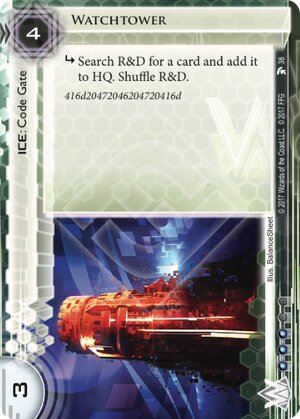 WATCHTOWER
4
ICE: Code Gate
↳ Search R&D for a card and add it
to HQ. Shuffle R&D.
416d20472046204720416d
38
© 2017 Wizards of the Coast LLC. © 2017 FFG
Illus. BalanceSheet
3